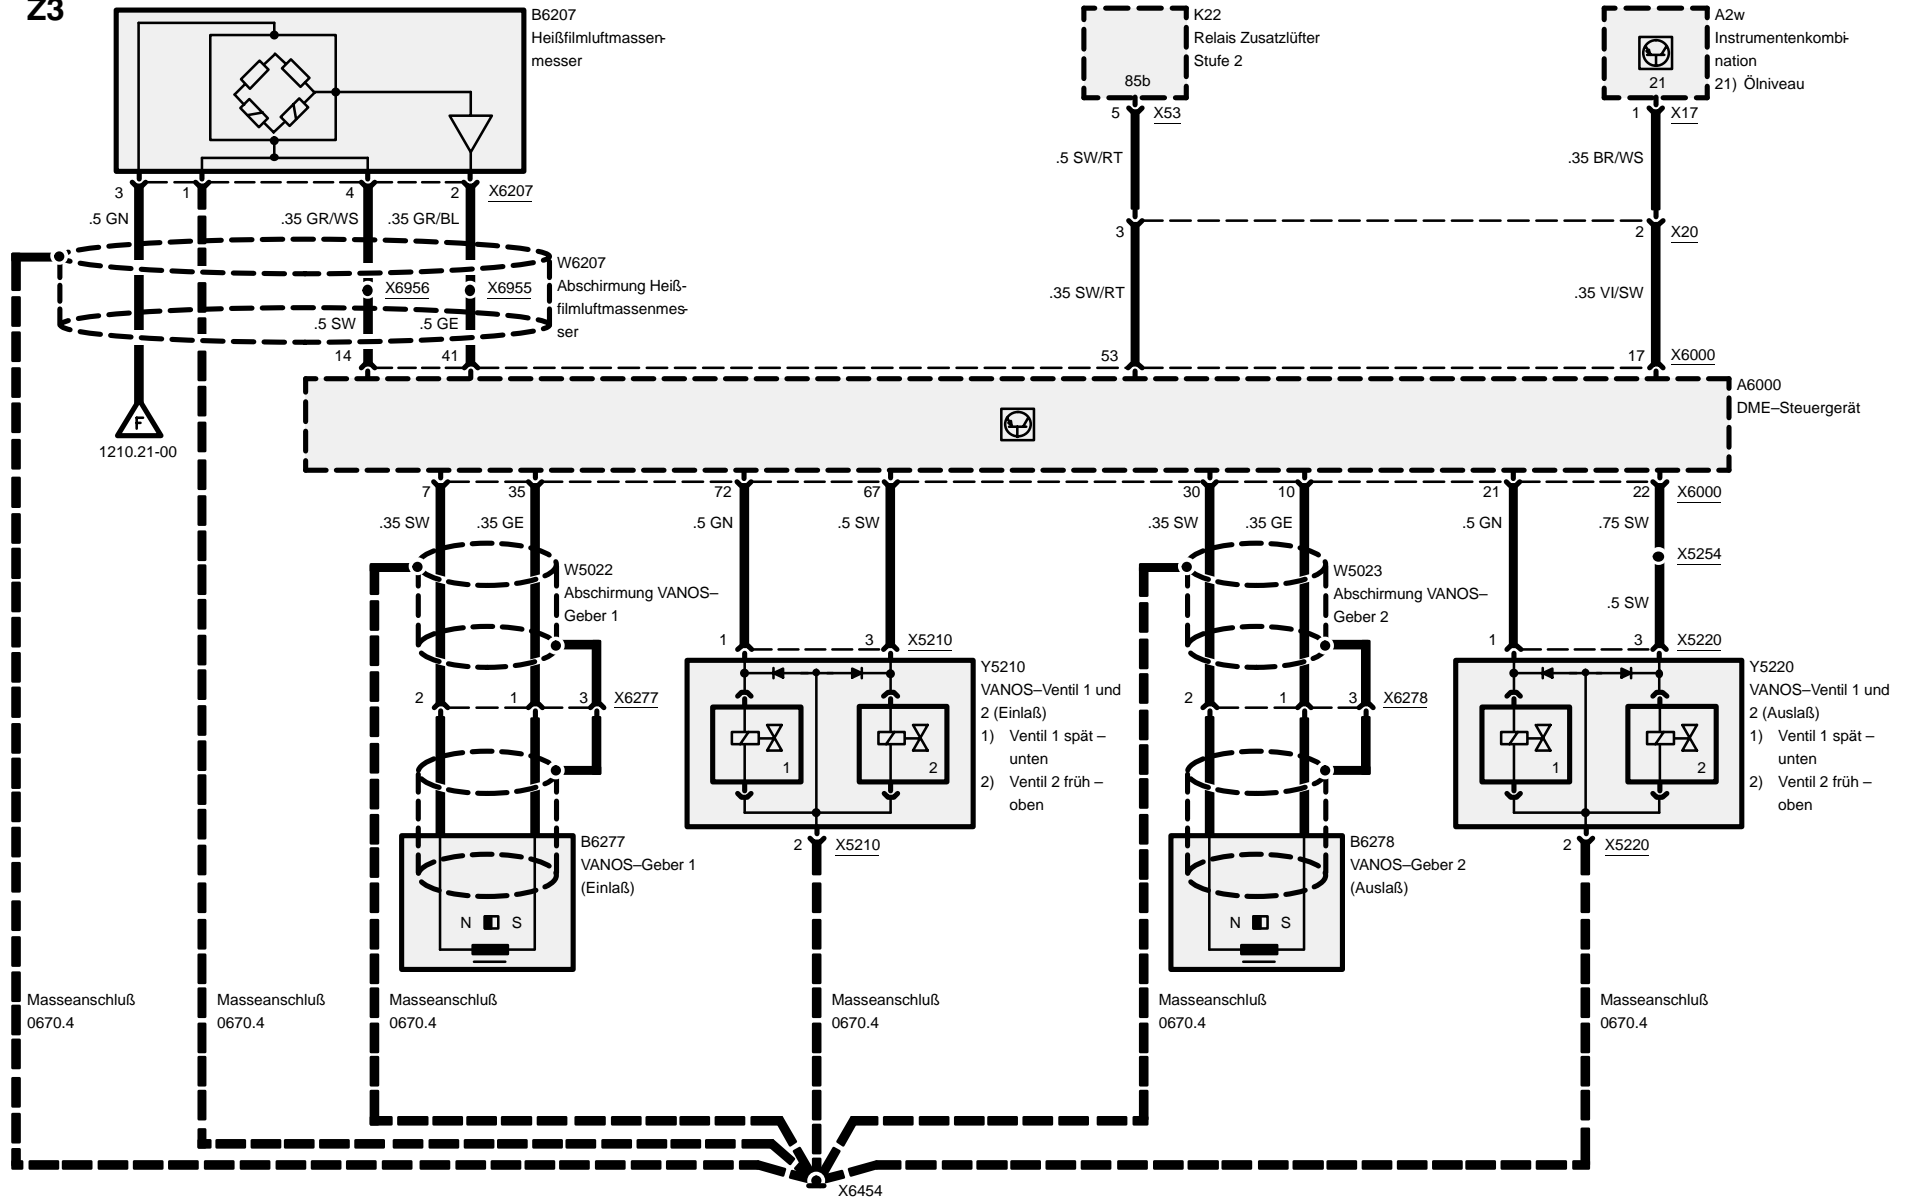 Z3
B6207
Heißfilmluftmassen-
messer
K22
Relais Zusatzlüfter
Stufe 2
85b
A2w
Instrumentenkombi-
nation
21) Ölniveau
21
5 X53
1 X17
.5 SW/RT
.35 BR/WS
3 1 4 2 X6207
.5 GN .35 GR/WS .35 GR/BL
3 2 X20
W6207
Abschirmung Heiß-
filmluftmassenmes-
ser
X6956 X6955
.35 SW/RT .35 VI/SW
.5 SW .5 GE
14 41 53 17 X6000
A6000
DME–Steuergerät
F
1210.21-00
7 35 72 67 30 10 21 22 X6000
.35 SW .35 GE .5 GN .5 SW .35 SW .35 GE .5 GN .75 SW
X5254
W5022
Abschirmung VANOS–
Geber 1
W5023
Abschirmung VANOS–
Geber 2
.5 SW
1 3 X5210
1 3 X5220
Y5210
VANOS–Ventil 1 und
2 (Einlaß)
1) Ventil 1 spät –
unten
2) Ventil 2 früh –
oben
Y5220
VANOS–Ventil 1 und
2 (Auslaß)
1) Ventil 1 spät –
unten
2) Ventil 2 früh –
oben
2 1 3 X6277
2 1 3 X6278
1 2
1 2
2 X5210
2 X5220
B6277
VANOS–Geber 1
(Einlaß)
B6278
VANOS–Geber 2
(Auslaß)
N S
N S
Masseanschluß
0670.4
Masseanschluß
0670.4
Masseanschluß
0670.4
Masseanschluß
0670.4
Masseanschluß
0670.4
Masseanschluß
0670.4
X6454